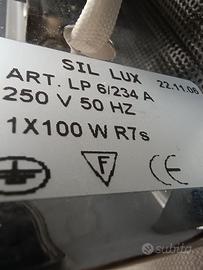 SIL LUX 22.11.06
ART. LP 6/234 A
250 V 50 HZ
1X100 W R7s
F
CE
subito